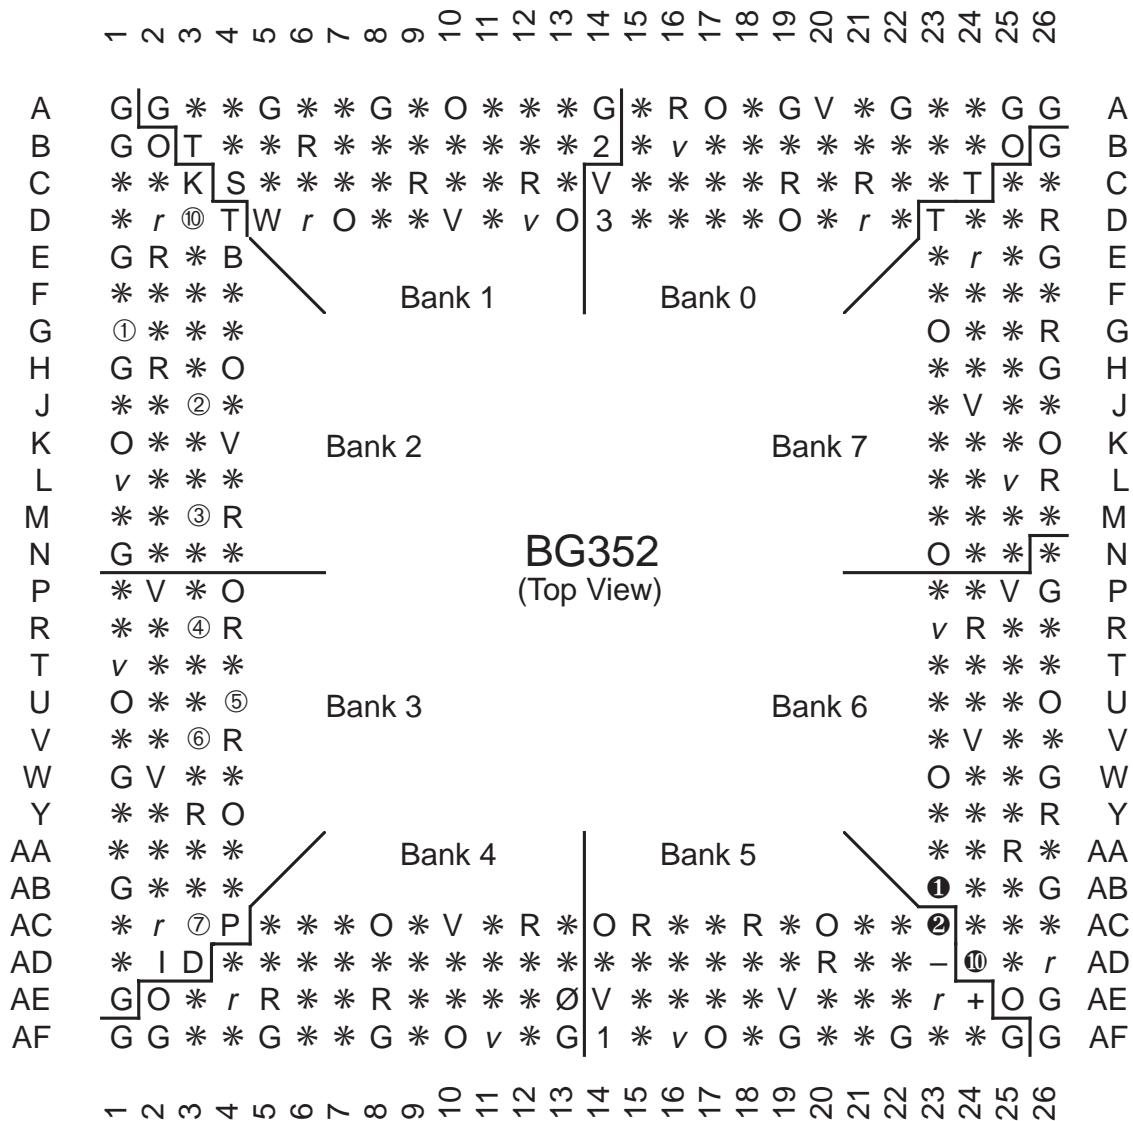 1 2 3 4 5 6 7 8 9 10 11 12 13 14 15 16 17 18 19 20 21 22 23 24 25 26
A G G * * G * * G * O * * * G * R O * G V * G * * G G A
B G O T * * R * * * * * * * 2 * v * * * * * * * * O G B
C * * K S * * * * R * * R * V * * * * R * R * * T * * C
D * r ⑩ T W r O * * V * v O 3 * * * * O * r * T * * R D
E G R * B * r * G E
F * * * * Bank 1 Bank 0 * * * * F
G ① * * * O * * R G
H G R * O * * * G H
J * * ② * * V * * J
K O * * V Bank 2 Bank 7 * * * O K
L v * * * * * v R L
M * * ③ R * * * * M
N G * * * BG352 O * * * N
P * V * O (Top View) * * V G P
R * * ④ R v R * * R
T v * * * * * * * T
U O * * ⑤ Bank 3 Bank 6 * * * O U
V * * ⑥ R * V * * V
W G V * * O * * G W
Y * * R O * * * R Y
AA * * * * Bank 4 Bank 5 * * R * AA
AB G * * * ❶ * * G AB
AC * r ⑦ P * * * O * V * R * O R * * R * O * * ❷ * * * AC
AD * I D * * * * * * * * * * * * * * * * R * * – ❿ * r AD
AE G O * r R * * R * * * * Ø V * * * * V * * * r + O G AE
AF G G * * G * * G * O v * G 1 * v O * G * * G * * G G AF
1 2 3 4 5 6 7 8 9 10 11 12 13 14 15 16 17 18 19 20 21 22 23 24 25 26